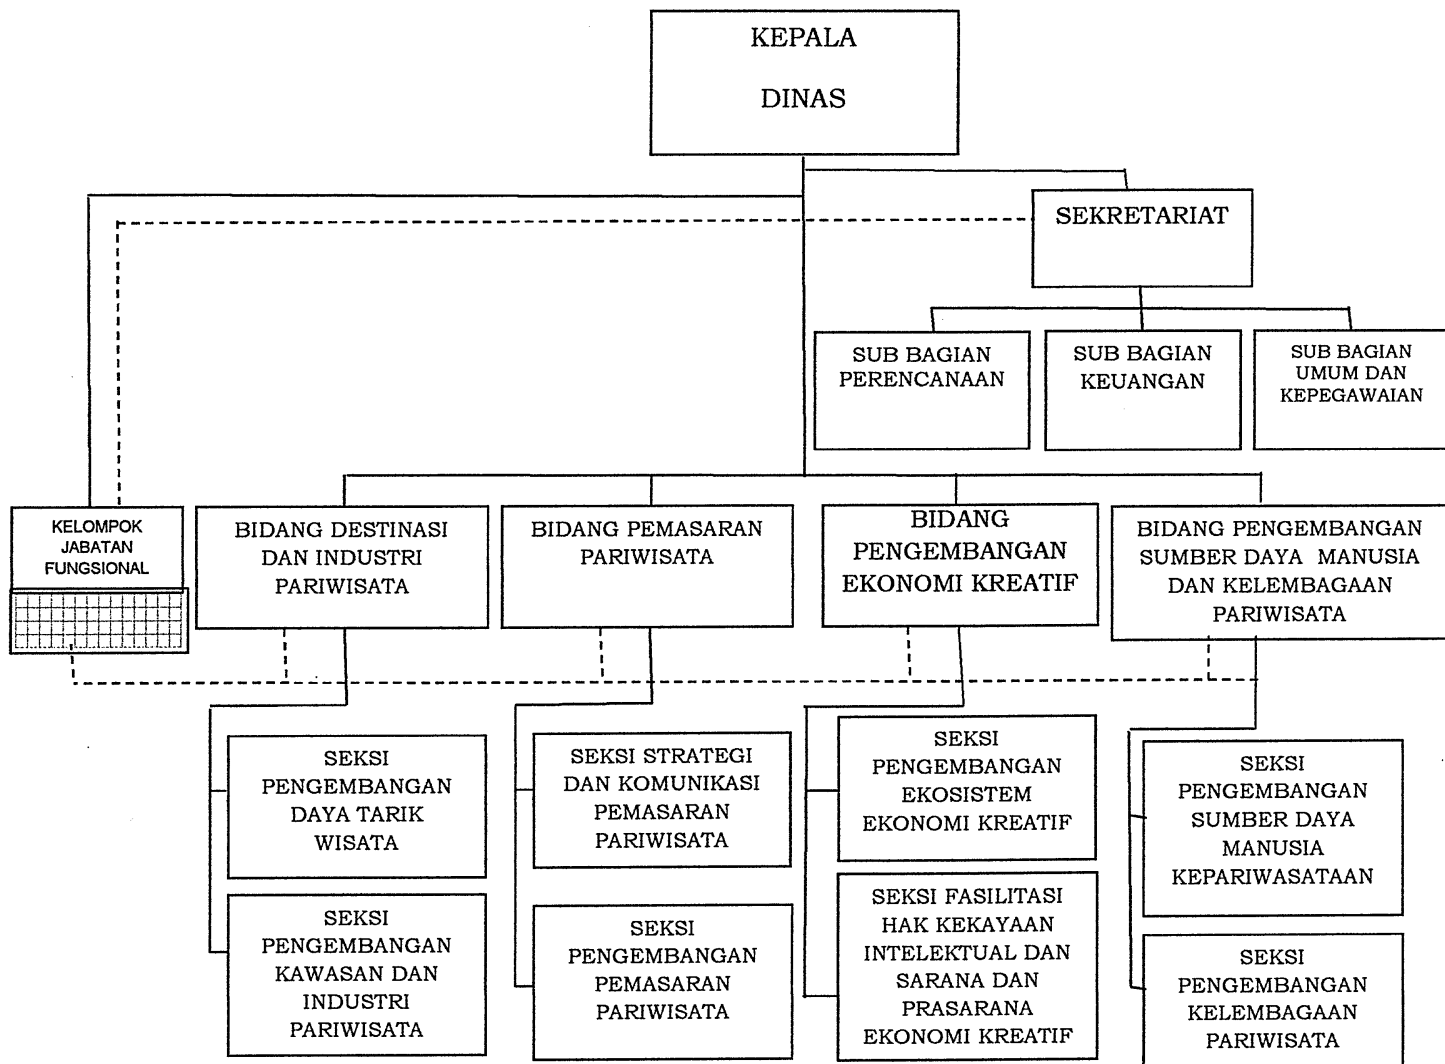 KEPALA
DINAS
SEKRETARIAT
SUB BAGIAN
PERENCANAAN
SUB BAGIAN
KEUANGAN
SUB BAGIAN
UMUM DAN
KEPEGAWAIAN
KELOMPOK
JABATAN
FUNGSIONAL
BIDANG DESTINASI
DAN INDUSTRI
PARIWISATA
BIDANG PEMASARAN
PARIWISATA
BIDANG
PENGEMBANGAN
EKONOMI KREATIF
BIDANG PENGEMBANGAN
SUMBER DAYA MANUSIA
DAN KELEMBAGAAN
PARIWISATA
SEKSI
PENGEMBANGAN
DAYA TARIK
WISATA
SEKSI STRATEGI
DAN KOMUNIKASI
PEMASARAN
PARIWISATA
SEKSI
PENGEMBANGAN
EKOSISTEM
EKONOMI KREATIF
SEKSI
PENGEMBANGAN
SUMBER DAYA
MANUSIA
KEPARIWASATAAN
SEKSI
PENGEMBANGAN
KAWASAN DAN
INDUSTRI
PARIWISATA
SEKSI
PENGEMBANGAN
PEMASARAN
PARIWISATA
SEKSI FASILITASI
HAK KEKAYAAN
INTELEKTUAL DAN
SARANA DAN
PRASARANA
EKONOMI KREATIF
SEKSI
PENGEMBANGAN
KELEMBAGAAN
PARIWISATA